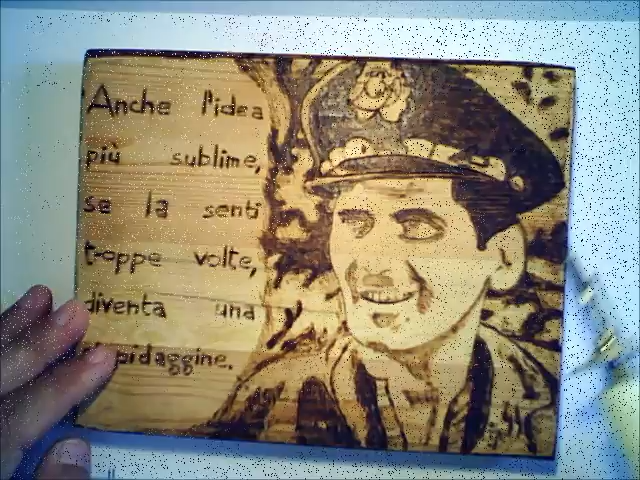 Anche l'idea
più sublime,
se la senti
troppe volte,
diventa una